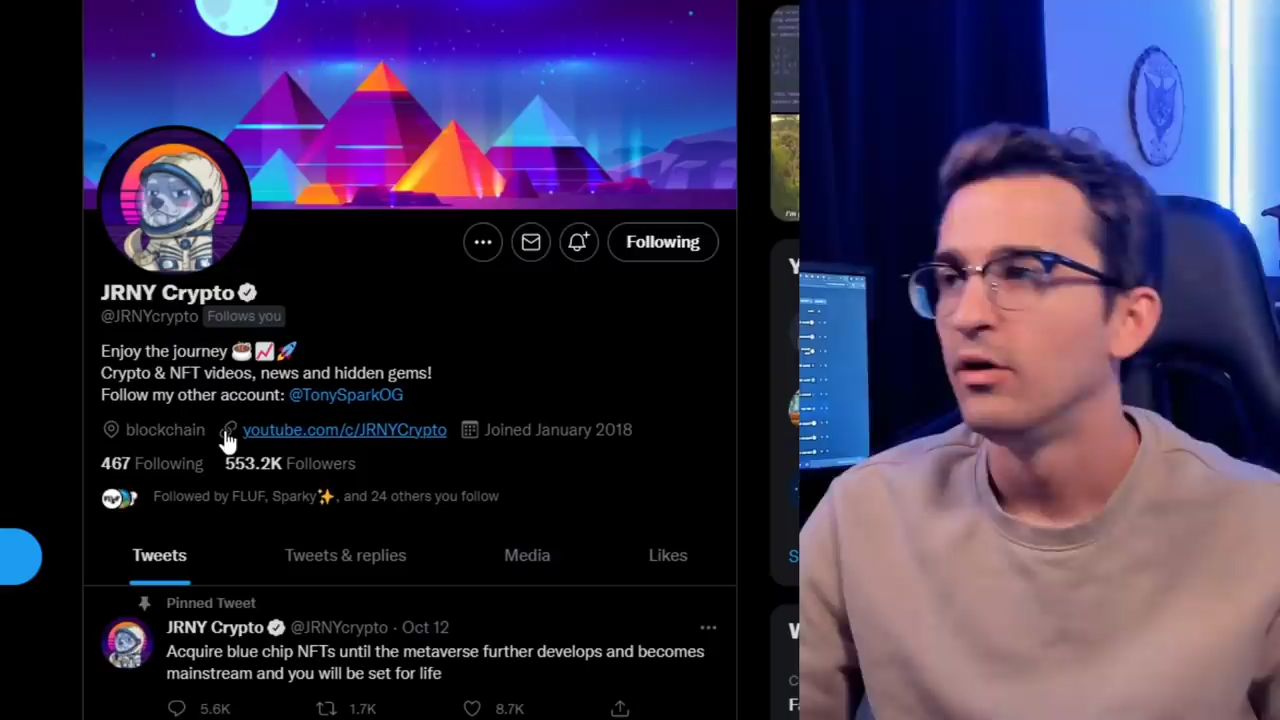 Following
JRNY Crypto
@JRNYcrypto Follows you
Enjoy the journey ☕📈🚀
Crypto & NFT videos, news and hidden gems!
Follow my other account: @TonySparkOG
blockchain youtube.com/c/JRNYCrypto Joined January 2018
467 Following 553.2K Followers
Followed by FLUF, Sparky✨, and 24 others you follow
Tweets Tweets & replies Media Likes
Pinned Tweet
JRNY Crypto @JRNYcrypto · Oct 12
Acquire blue chip NFTs until the metaverse further develops and becomes
mainstream and you will be set for life
5.6K 1.7K 8.7K